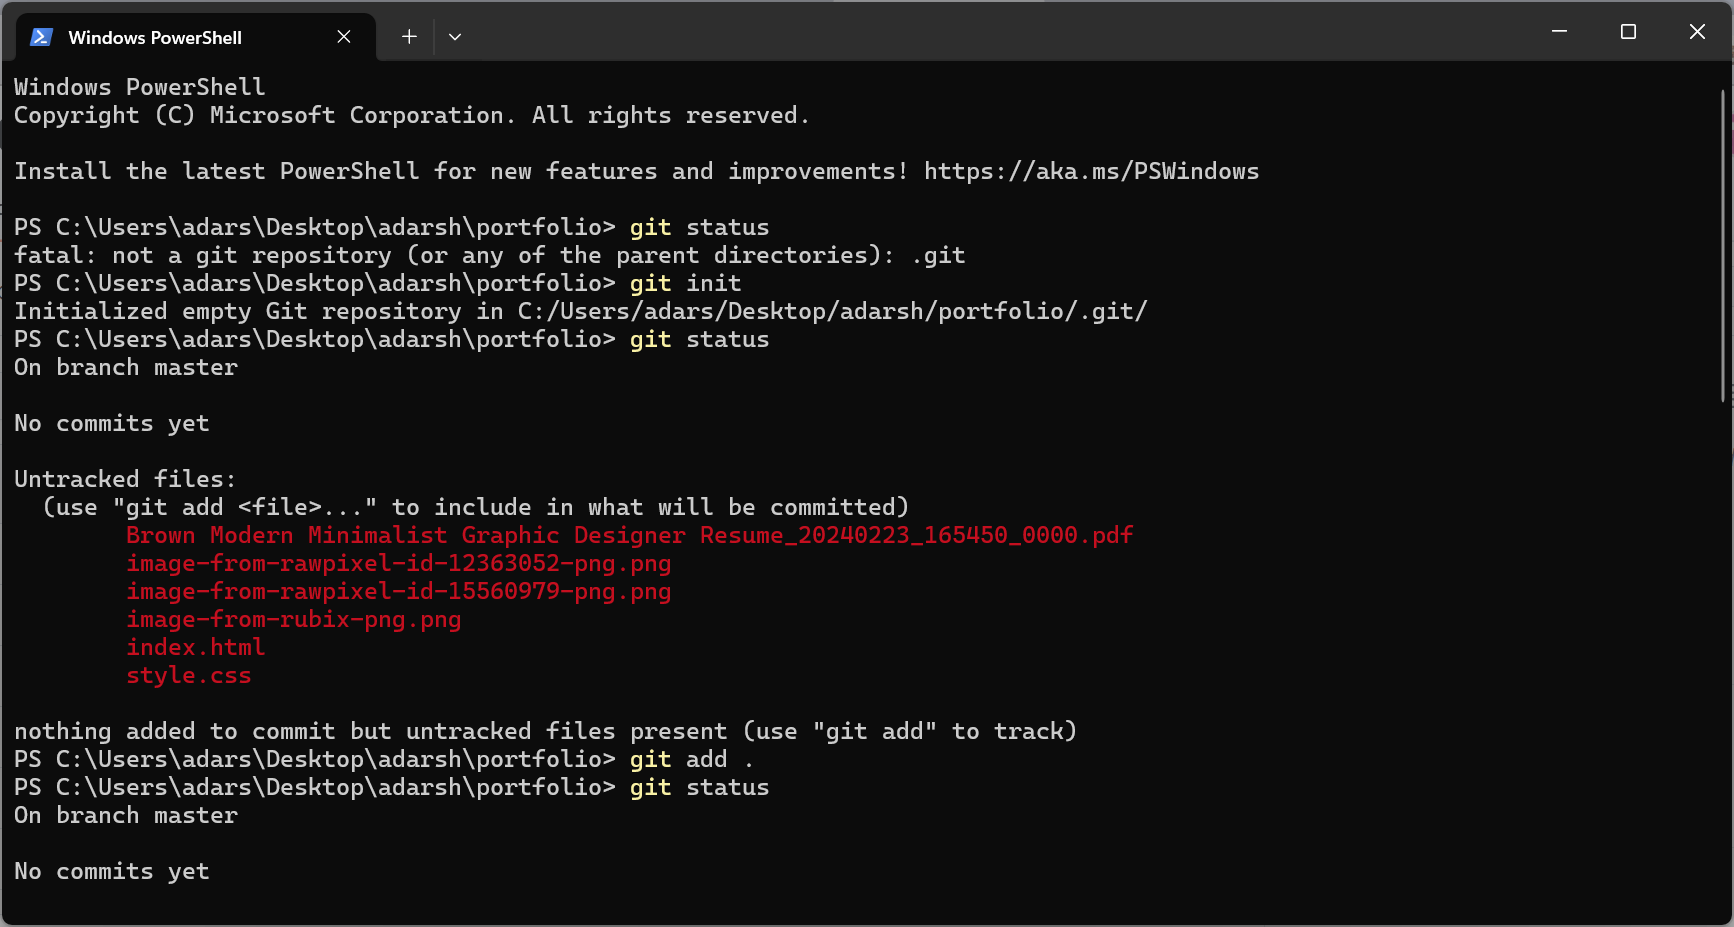 Windows PowerShell
Windows PowerShell
Copyright (C) Microsoft Corporation. All rights reserved.
Install the latest PowerShell for new features and improvements! https://aka.ms/PSWindows
PS C:\Users\adars\Desktop\adarsh\portfolio> git status
fatal: not a git repository (or any of the parent directories): .git
PS C:\Users\adars\Desktop\adarsh\portfolio> git init
Initialized empty Git repository in C:/Users/adars/Desktop/adarsh/portfolio/.git/
PS C:\Users\adars\Desktop\adarsh\portfolio> git status
On branch master
No commits yet
Untracked files:
  (use "git add <file>..." to include in what will be committed)
        Brown Modern Minimalist Graphic Designer Resume_20240223_165450_0000.pdf
        image-from-rawpixel-id-12363052-png.png
        image-from-rawpixel-id-15560979-png.png
        image-from-rubix-png.png
        index.html
        style.css
nothing added to commit but untracked files present (use "git add" to track)
PS C:\Users\adars\Desktop\adarsh\portfolio> git add .
PS C:\Users\adars\Desktop\adarsh\portfolio> git status
On branch master
No commits yet